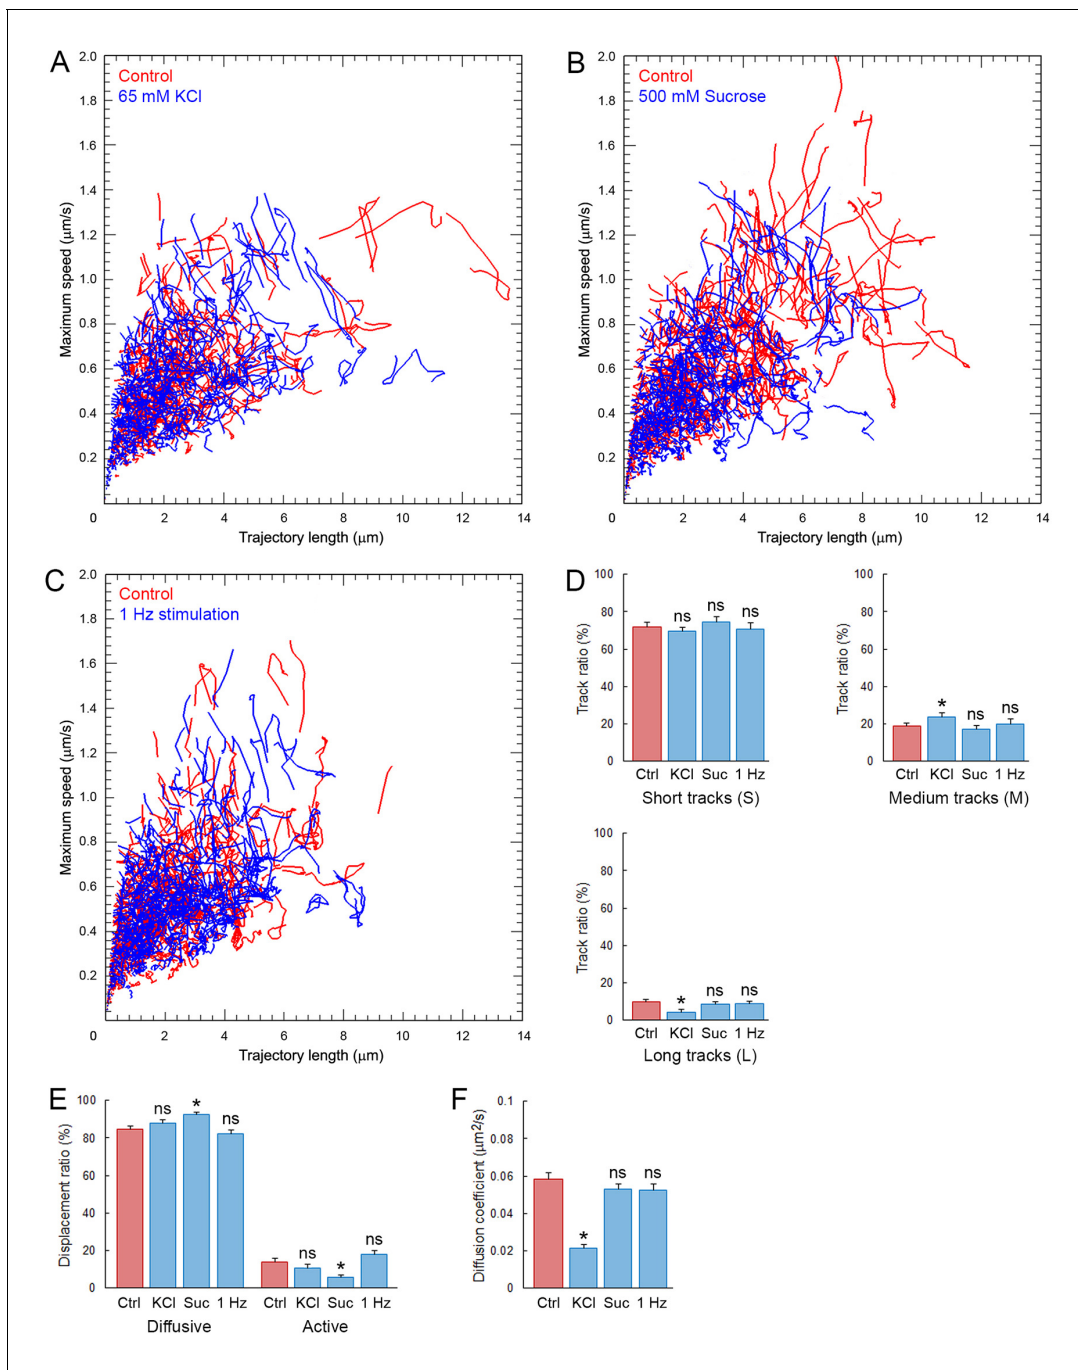 A
Control
65 mM KCl
2.0
1.8
1.6
1.4
1.2
1.0
0.8
0.6
0.4
0.2
Maximum speed (μm/s)
0 2 4 6 8 10 12 14
Trajectory length (μm)
B
Control
500 mM Sucrose
2.0
1.8
1.6
1.4
1.2
1.0
0.8
0.6
0.4
0.2
Maximum speed (μm/s)
0 2 4 6 8 10 12 14
Trajectory length (μm)
C
Control
1 Hz stimulation
2.0
1.8
1.6
1.4
1.2
1.0
0.8
0.6
0.4
0.2
Maximum speed (μm/s)
0 2 4 6 8 10 12 14
Trajectory length (μm)
D
100
80
60
40
20
0
Track ratio (%)
ns ns ns
Ctrl KCl Suc 1 Hz
Short tracks (S)
100
80
60
40
20
0
Track ratio (%)
* ns ns
Ctrl KCl Suc 1 Hz
Medium tracks (M)
100
80
60
40
20
0
Track ratio (%)
* ns ns
Ctrl KCl Suc 1 Hz
Long tracks (L)
E
100
80
60
40
20
0
Displacement ratio (%)
ns * ns
ns * ns
Ctrl KCl Suc 1 Hz Ctrl KCl Suc 1 Hz
Diffusive Active
F
0.1
0.08
0.06
0.04
0.02
0
Diffusion coefficient (μm²/s)
* ns ns
Ctrl KCl Suc 1 Hz